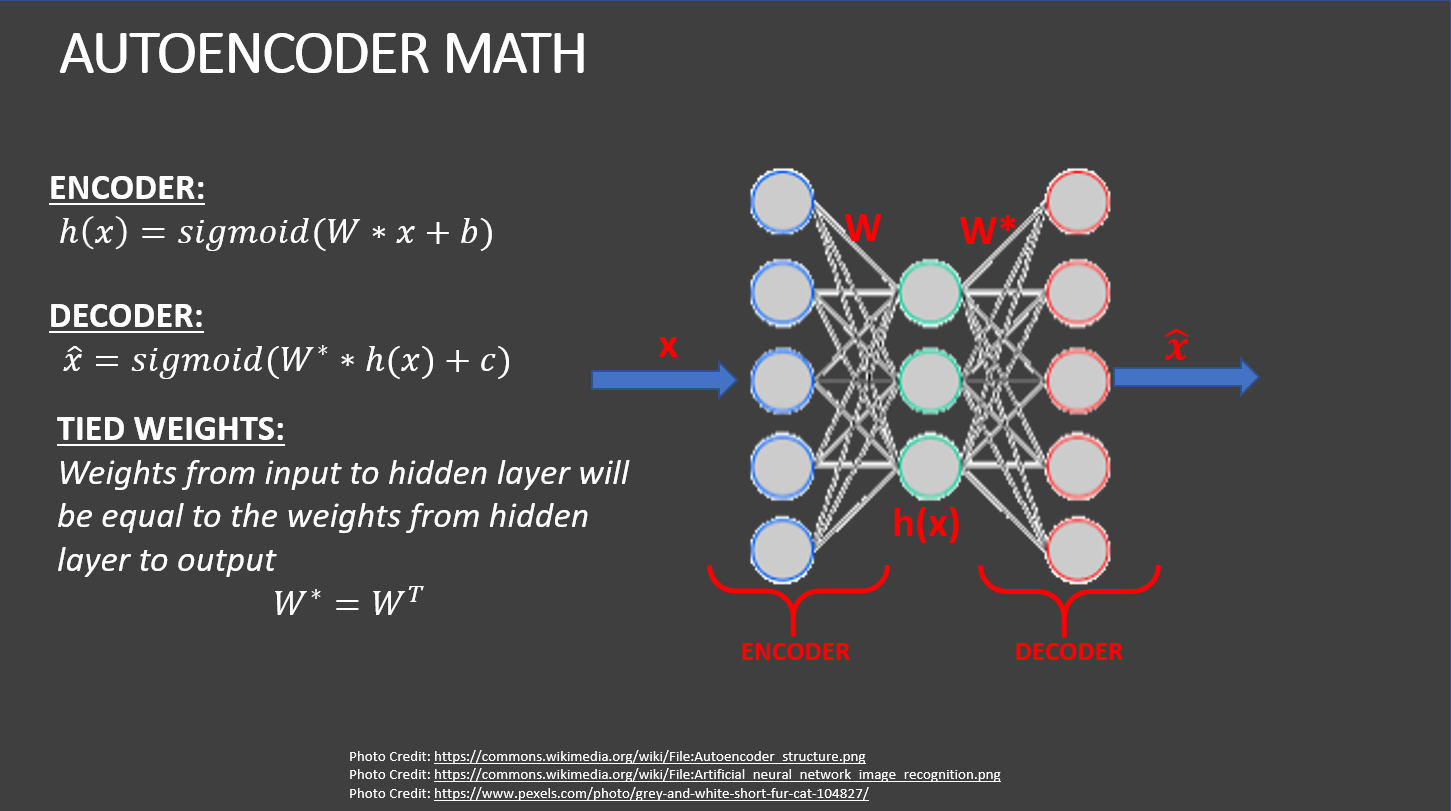 AUTOENCODER MATH
ENCODER:
h(x) = sigmoid(W ∗ x + b)
DECODER:
x̂ = sigmoid(W* ∗ h(x) + c)
TIED WEIGHTS:
Weights from input to hidden layer will
be equal to the weights from hidden
layer to output
W* = Wᵀ
W
W*
x
x̂
h(x)
ENCODER
DECODER
Photo Credit: https://commons.wikimedia.org/wiki/File:Autoencoder_structure.png
Photo Credit: https://commons.wikimedia.org/wiki/File:Artificial_neural_network_image_recognition.png
Photo Credit: https://www.pexels.com/photo/grey-and-white-short-fur-cat-104827/